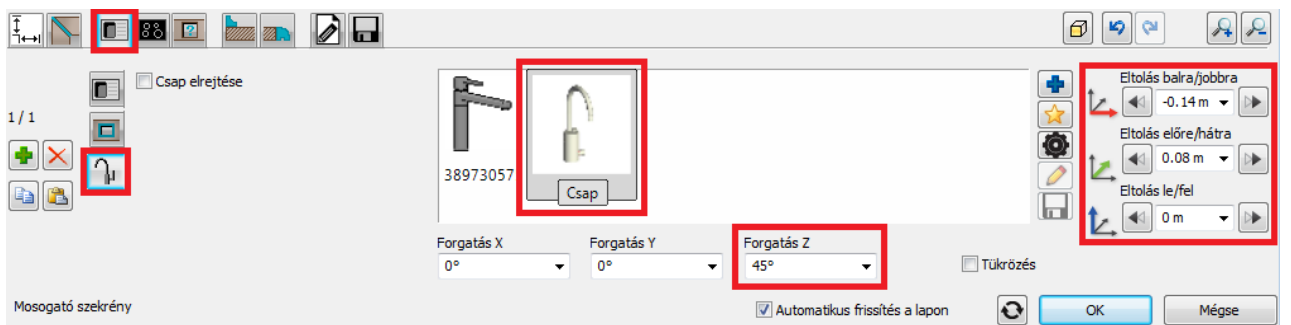 Csap elrejtése
1 / 1
38973057
Csap
Eltolás balra/jobbra
-0.14 m
Eltolás előre/hátra
0.08 m
Eltolás le/fel
0 m
Forgatás X
0°
Forgatás Y
0°
Forgatás Z
45°
Tükrözés
Mosogató szekrény
Automatikus frissítés a lapon
OK
Mégse